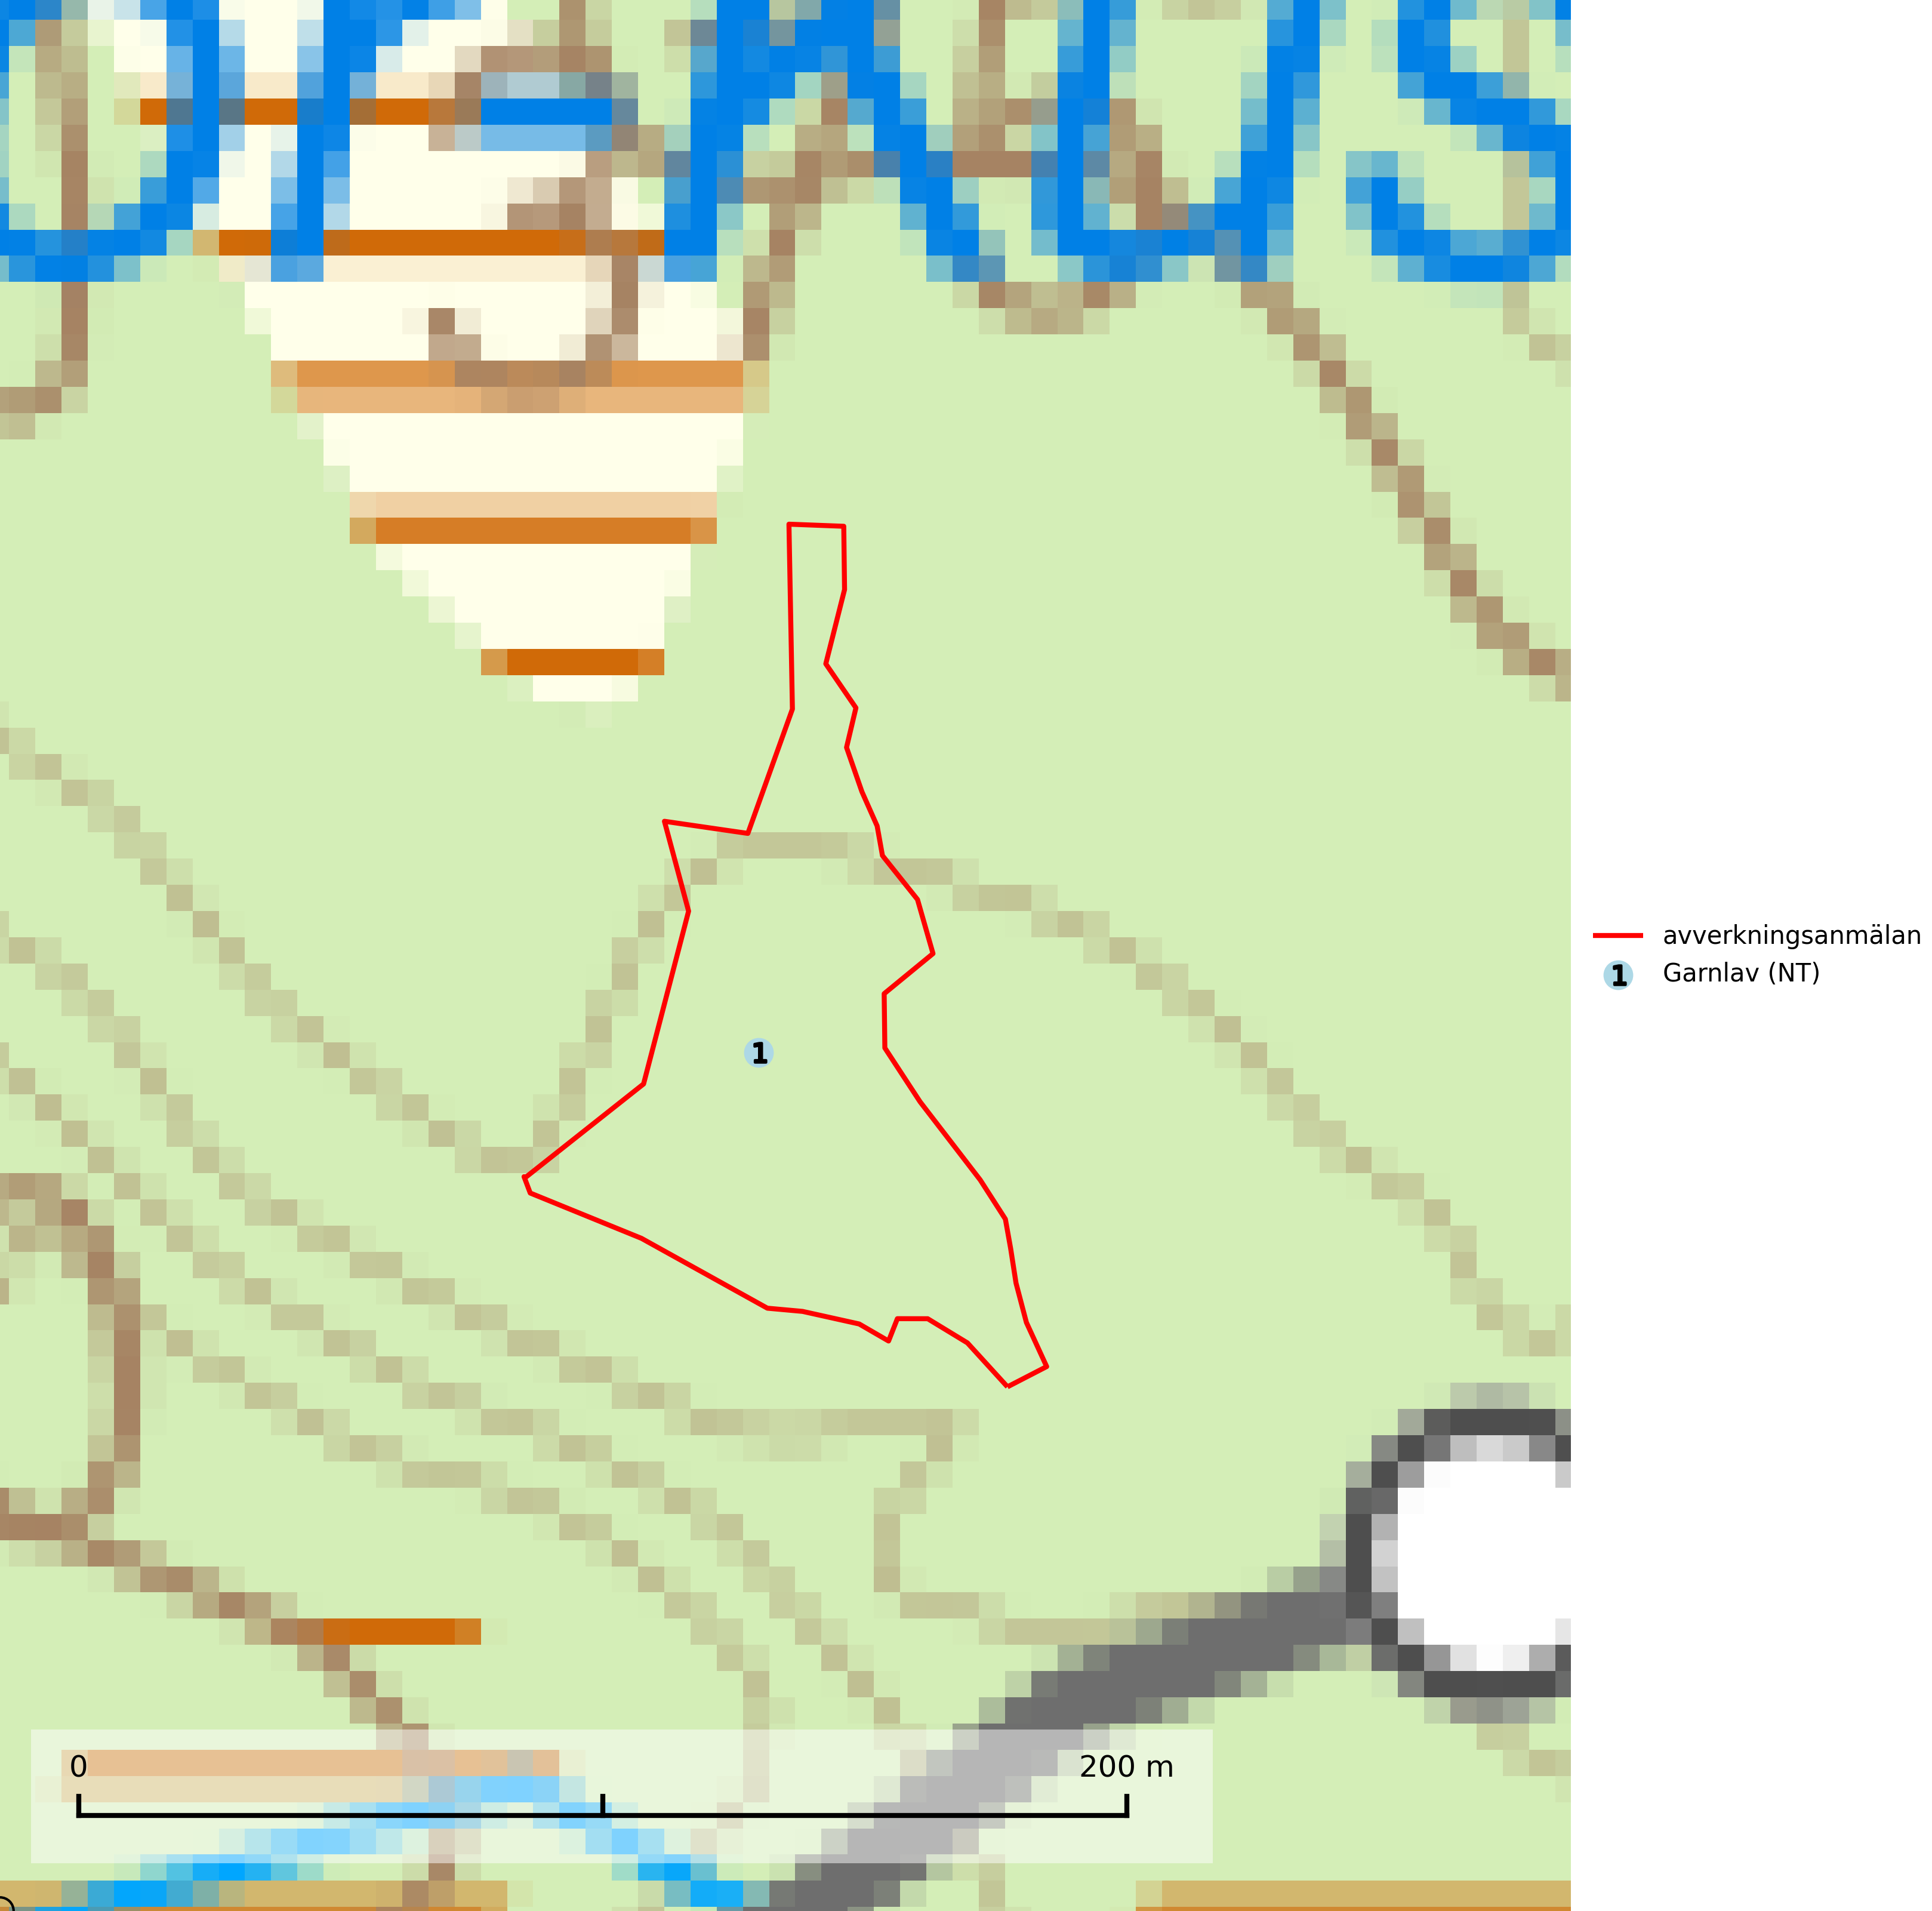 avverkningsanmälan
1 Garnlav (NT)
1
0 200 m